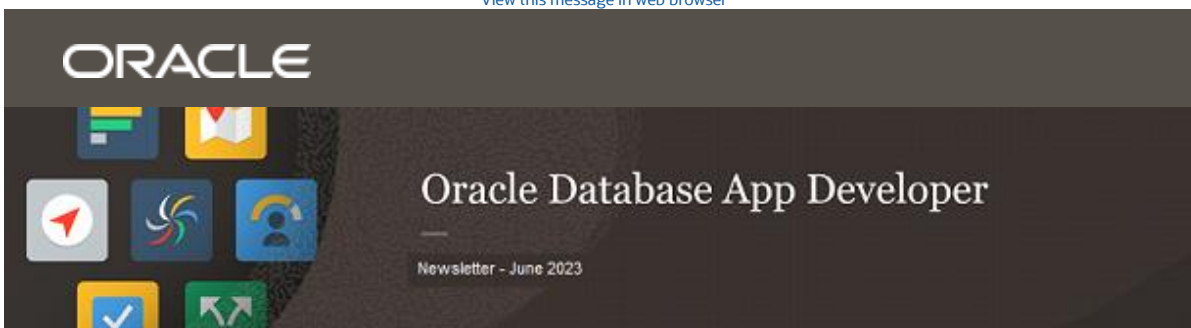 View this message in web browser
ORACLE
Oracle Database App Developer
Newsletter - June 2023